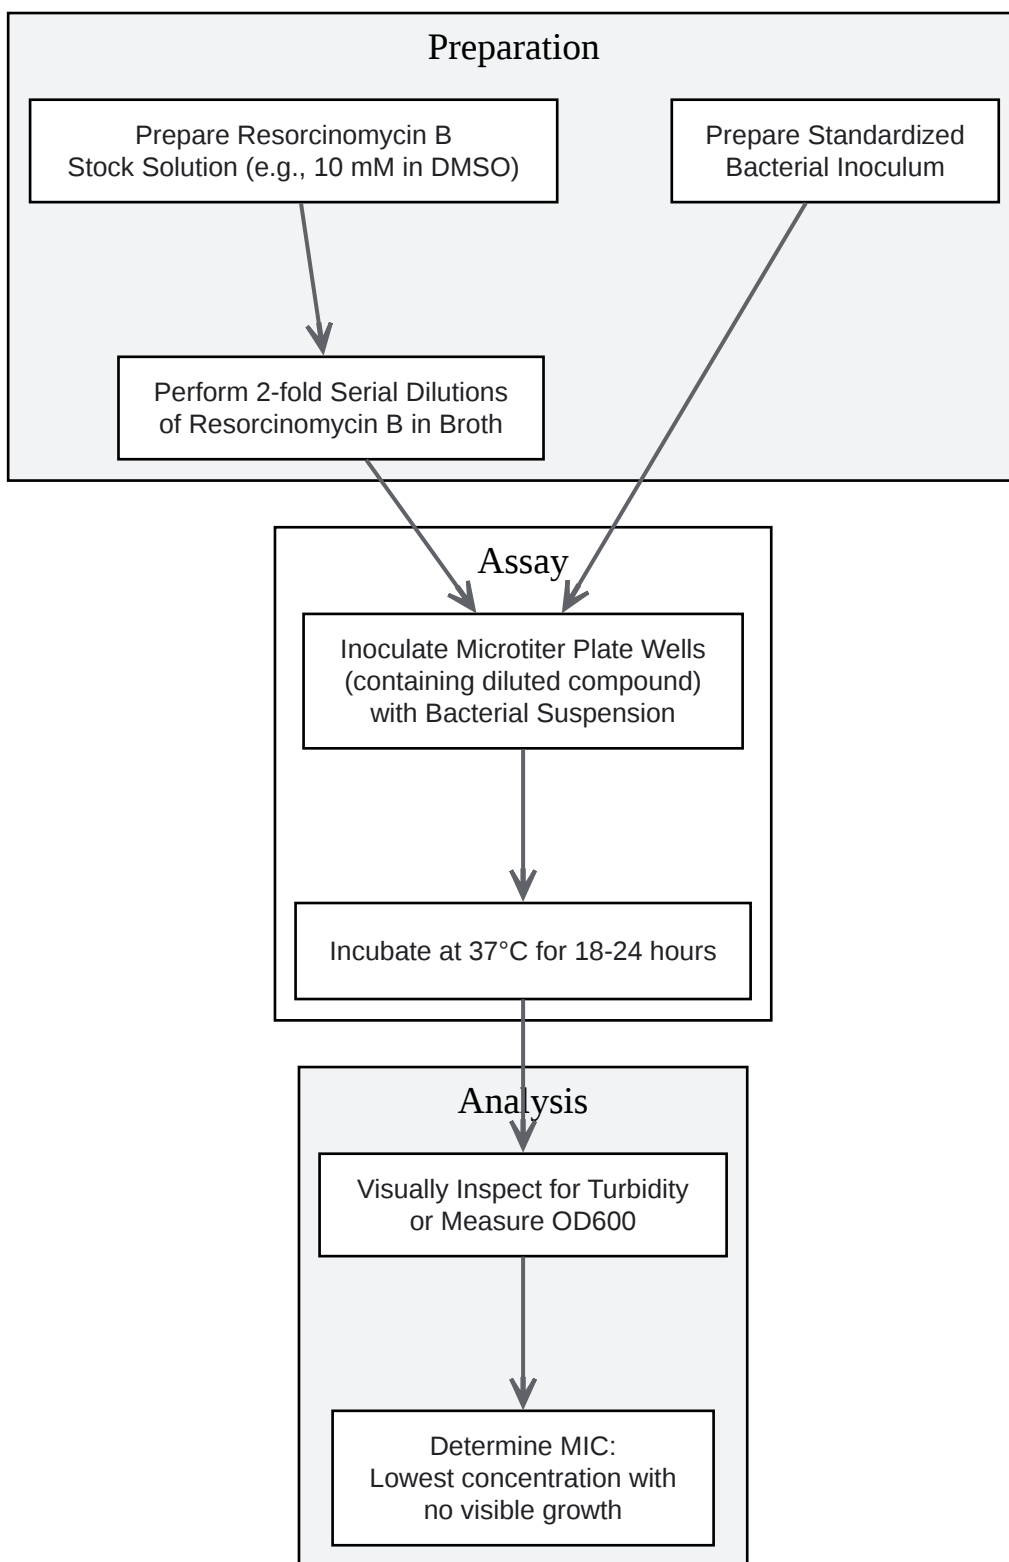 Preparation
Prepare Resorcinomycin B
Stock Solution (e.g., 10 mM in DMSO)
Prepare Standardized
Bacterial Inoculum
Perform 2-fold Serial Dilutions
of Resorcinomycin B in Broth
Assay
Inoculate Microtiter Plate Wells
(containing diluted compound)
with Bacterial Suspension
Incubate at 37°C for 18-24 hours
Analysis
Visually Inspect for Turbidity
or Measure OD600
Determine MIC:
Lowest concentration with
no visible growth